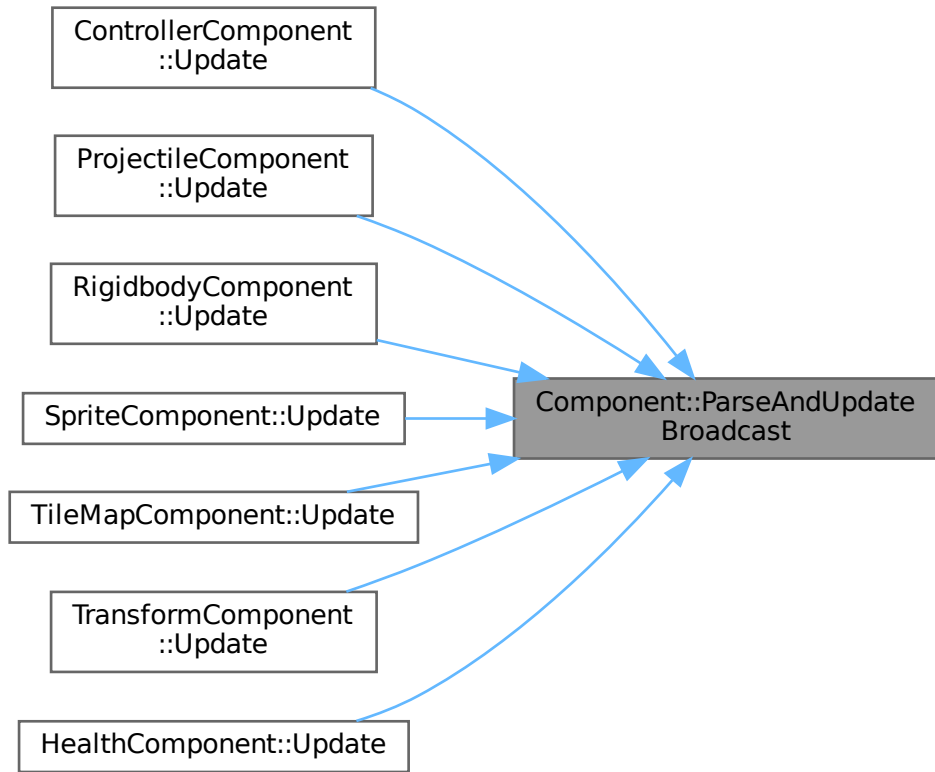 ControllerComponent
::Update
ProjectileComponent
::Update
RigidbodyComponent
::Update
SpriteComponent::Update
Component::ParseAndUpdate
Broadcast
TileMapComponent::Update
TransformComponent
::Update
HealthComponent::Update